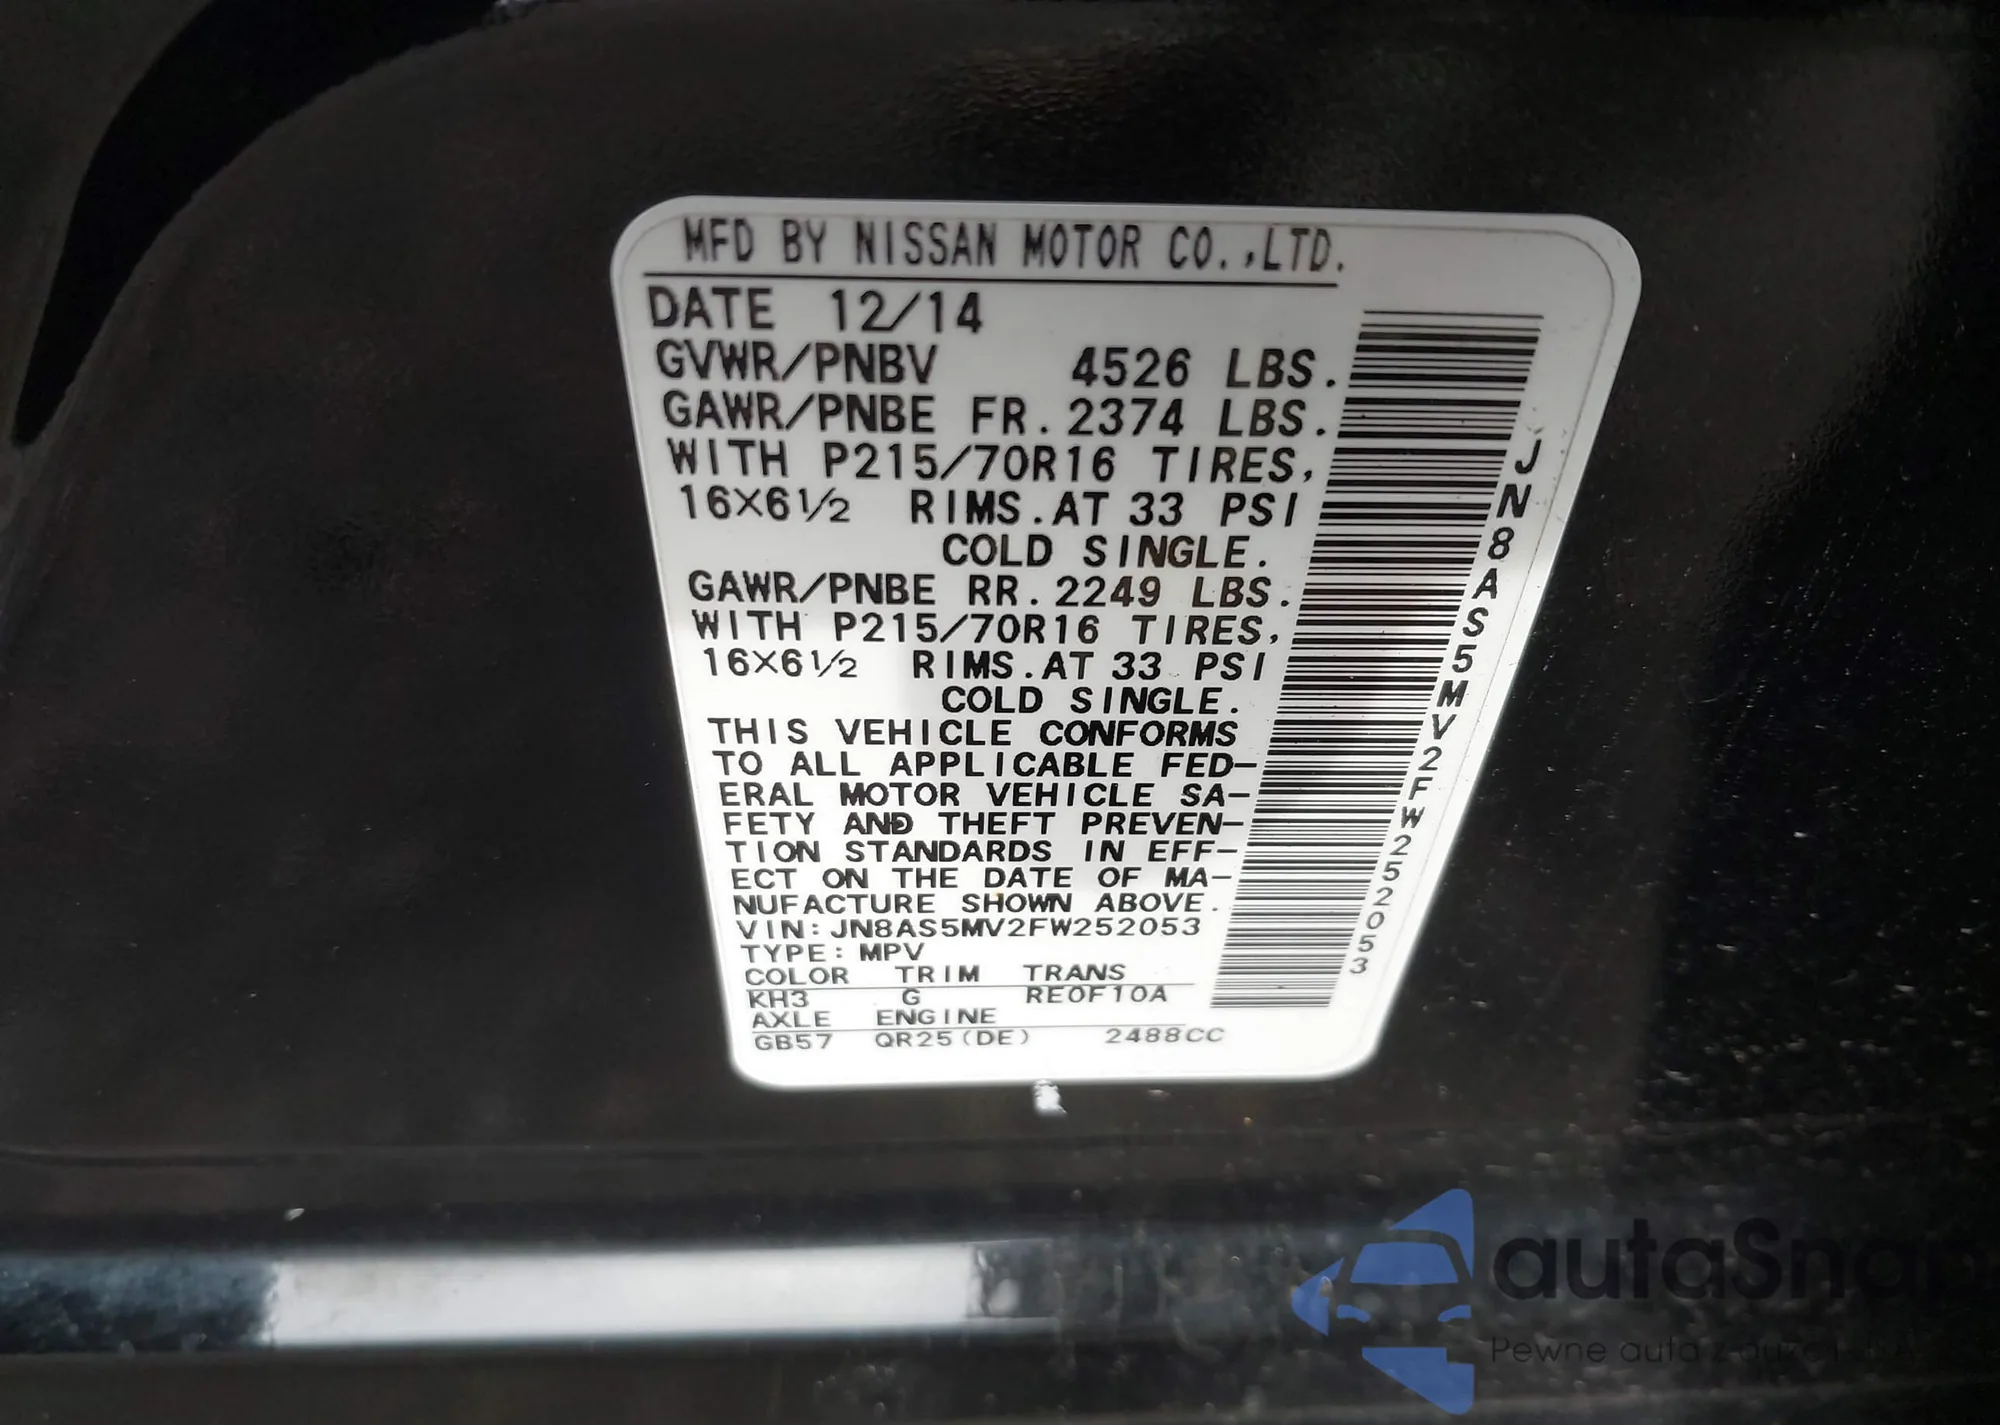 MFD BY NISSAN MOTOR CO.,LTD.
DATE 12/14
GVWR/PNBV 4526 LBS.
GAWR/PNBE FR. 2374 LBS.
WITH P215/70R16 TIRES,
16×6½ RIMS.AT 33 PSI
COLD SINGLE.
GAWR/PNBE RR. 2249 LBS.
WITH P215/70R16 TIRES,
16×6½ RIMS.AT 33 PSI
COLD SINGLE.
THIS VEHICLE CONFORMS
TO ALL APPLICABLE FED-
ERAL MOTOR VEHICLE SA-
FETY AND THEFT PREVEN-
TION STANDARDS IN EFF-
ECT ON THE DATE OF MA-
NUFACTURE SHOWN ABOVE.
VIN:JN8AS5MV2FW252053
TYPE:MPV
COLOR TRIM TRANS
KH3 G RE0F10A
AXLE ENGINE
GB57 QR25(DE) 2488CC
JN8AS5MV2FW252053
autaSnar
Pewne auta z